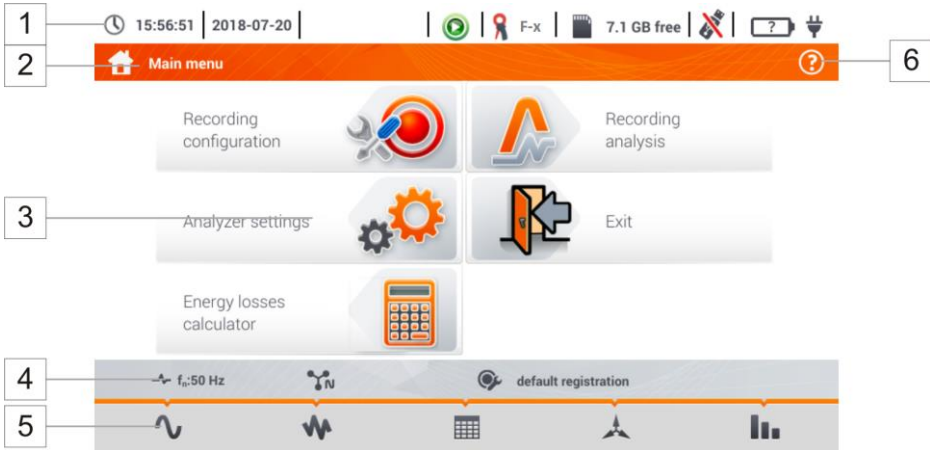 1
15:56:51 2018-07-20 F-x 7.1 GB free ?
2
Main menu ? 6
Recording
configuration
Recording
analysis
3
Analyzer settings
Exit
Energy losses
calculator
4
fₙ:50 Hz N default registration
5